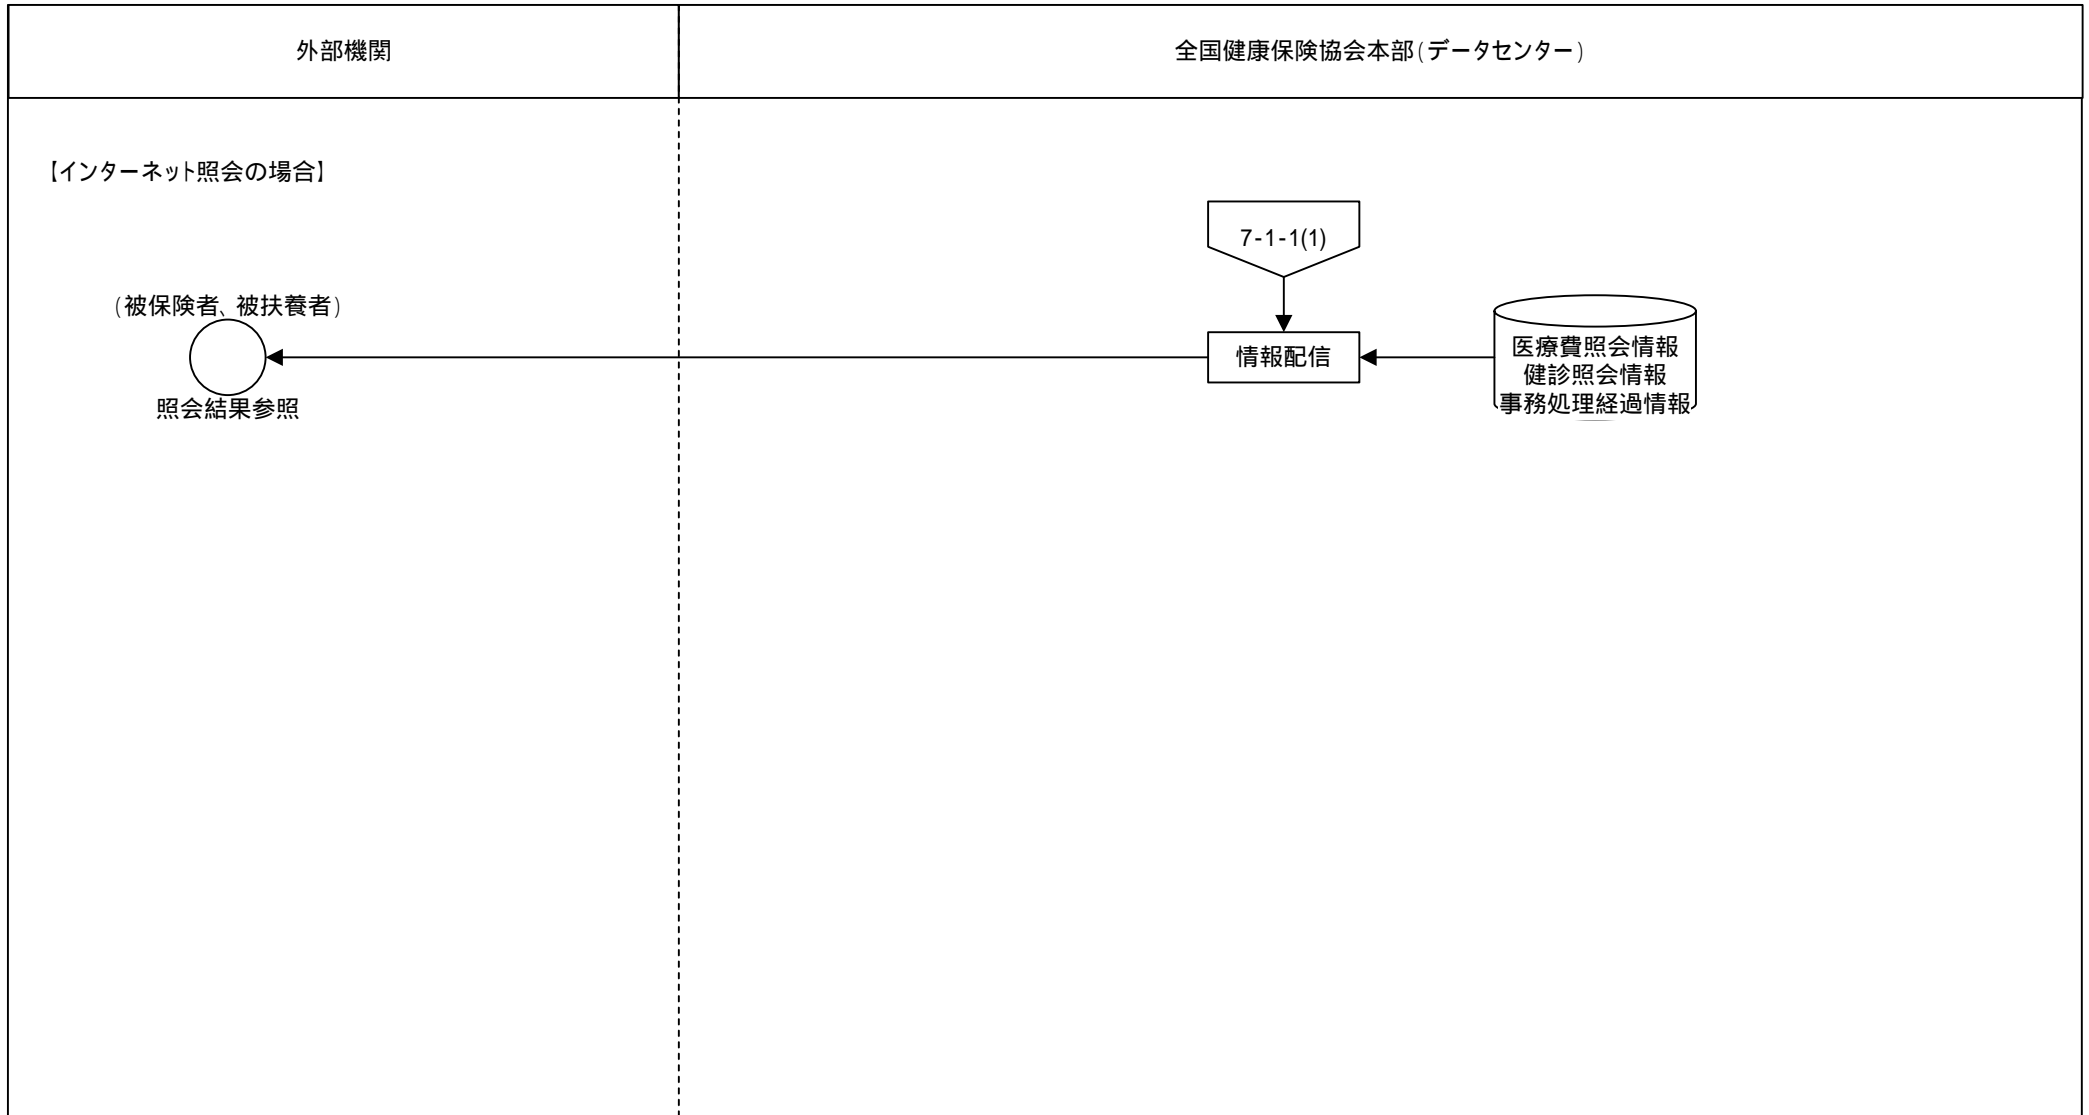 外部機関
全国健康保険協会本部(データセンター)
【インターネット照会の場合】
7-1-1(1)
(被保険者、被扶養者)
情報配信
医療費照会情報
健診照会情報
事務処理経過情報
照会結果参照